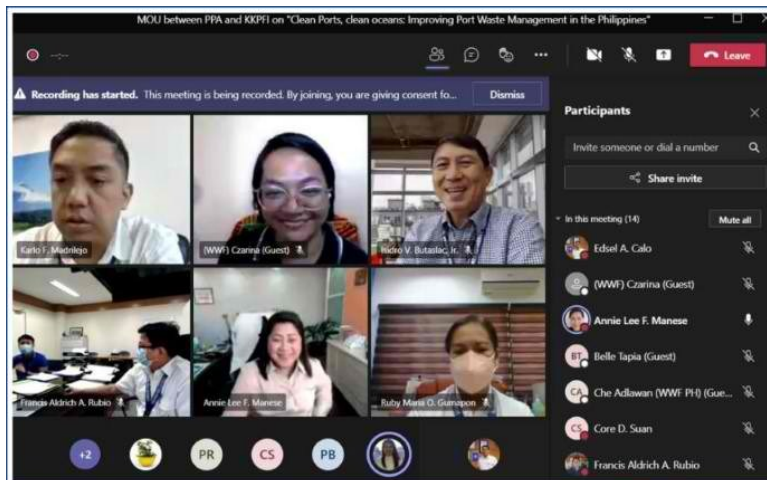 MOU between PPA and KKPFI on "Clean Ports, clean oceans: Improving Port Waste Management in the Philippines"
--:--
Leave
Recording has started. This meeting is being recorded. By joining, you are giving consent fo...
Dismiss
Participants
Invite someone or dial a number
Share invite
In this meeting (14)
Mute all
Edsel A. Calo
(WWF) Czarina (Guest)
Annie Lee F. Manese
BT Belle Tapia (Guest)
CA Che Adlawan (WWF PH) (Gue...
CS Core D. Suan
Francis Aldrich A. Rubio
Karlo F. Madrilejo
(WWF) Czarina (Guest)
Isidro V. Butaslac, Jr.
Francis Aldrich A. Rubio
Annie Lee F. Manese
Ruby Maria O. Gumapon
+2
PR
CS
PB